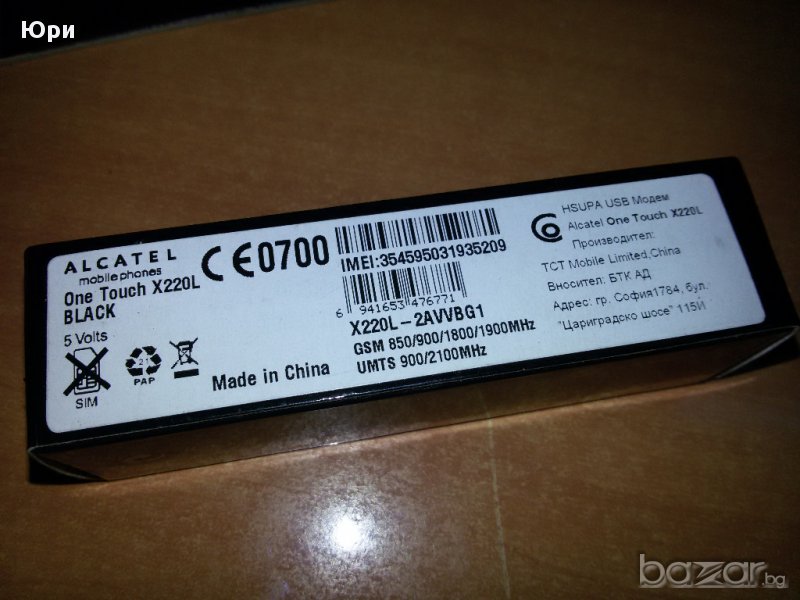 Юри
ALCATEL
mobilephones
One Touch X220L
BLACK
5 Volts
SIM
21
PAP
CE0700
Made in China
IMEI:354595031935209
6 941653 476771
X220L-2AVVBG1
GSM 850/900/1800/1900MHz
UMTS 900/2100MHz
HSUPA USB Модем
Alcatel One Touch X220L
Производител:
TCT Mobile Limited,China
Вносител: БТК АД
Адрес: гр. София1784, бул.
"Цариградско шосе" 115И
bazar.bg